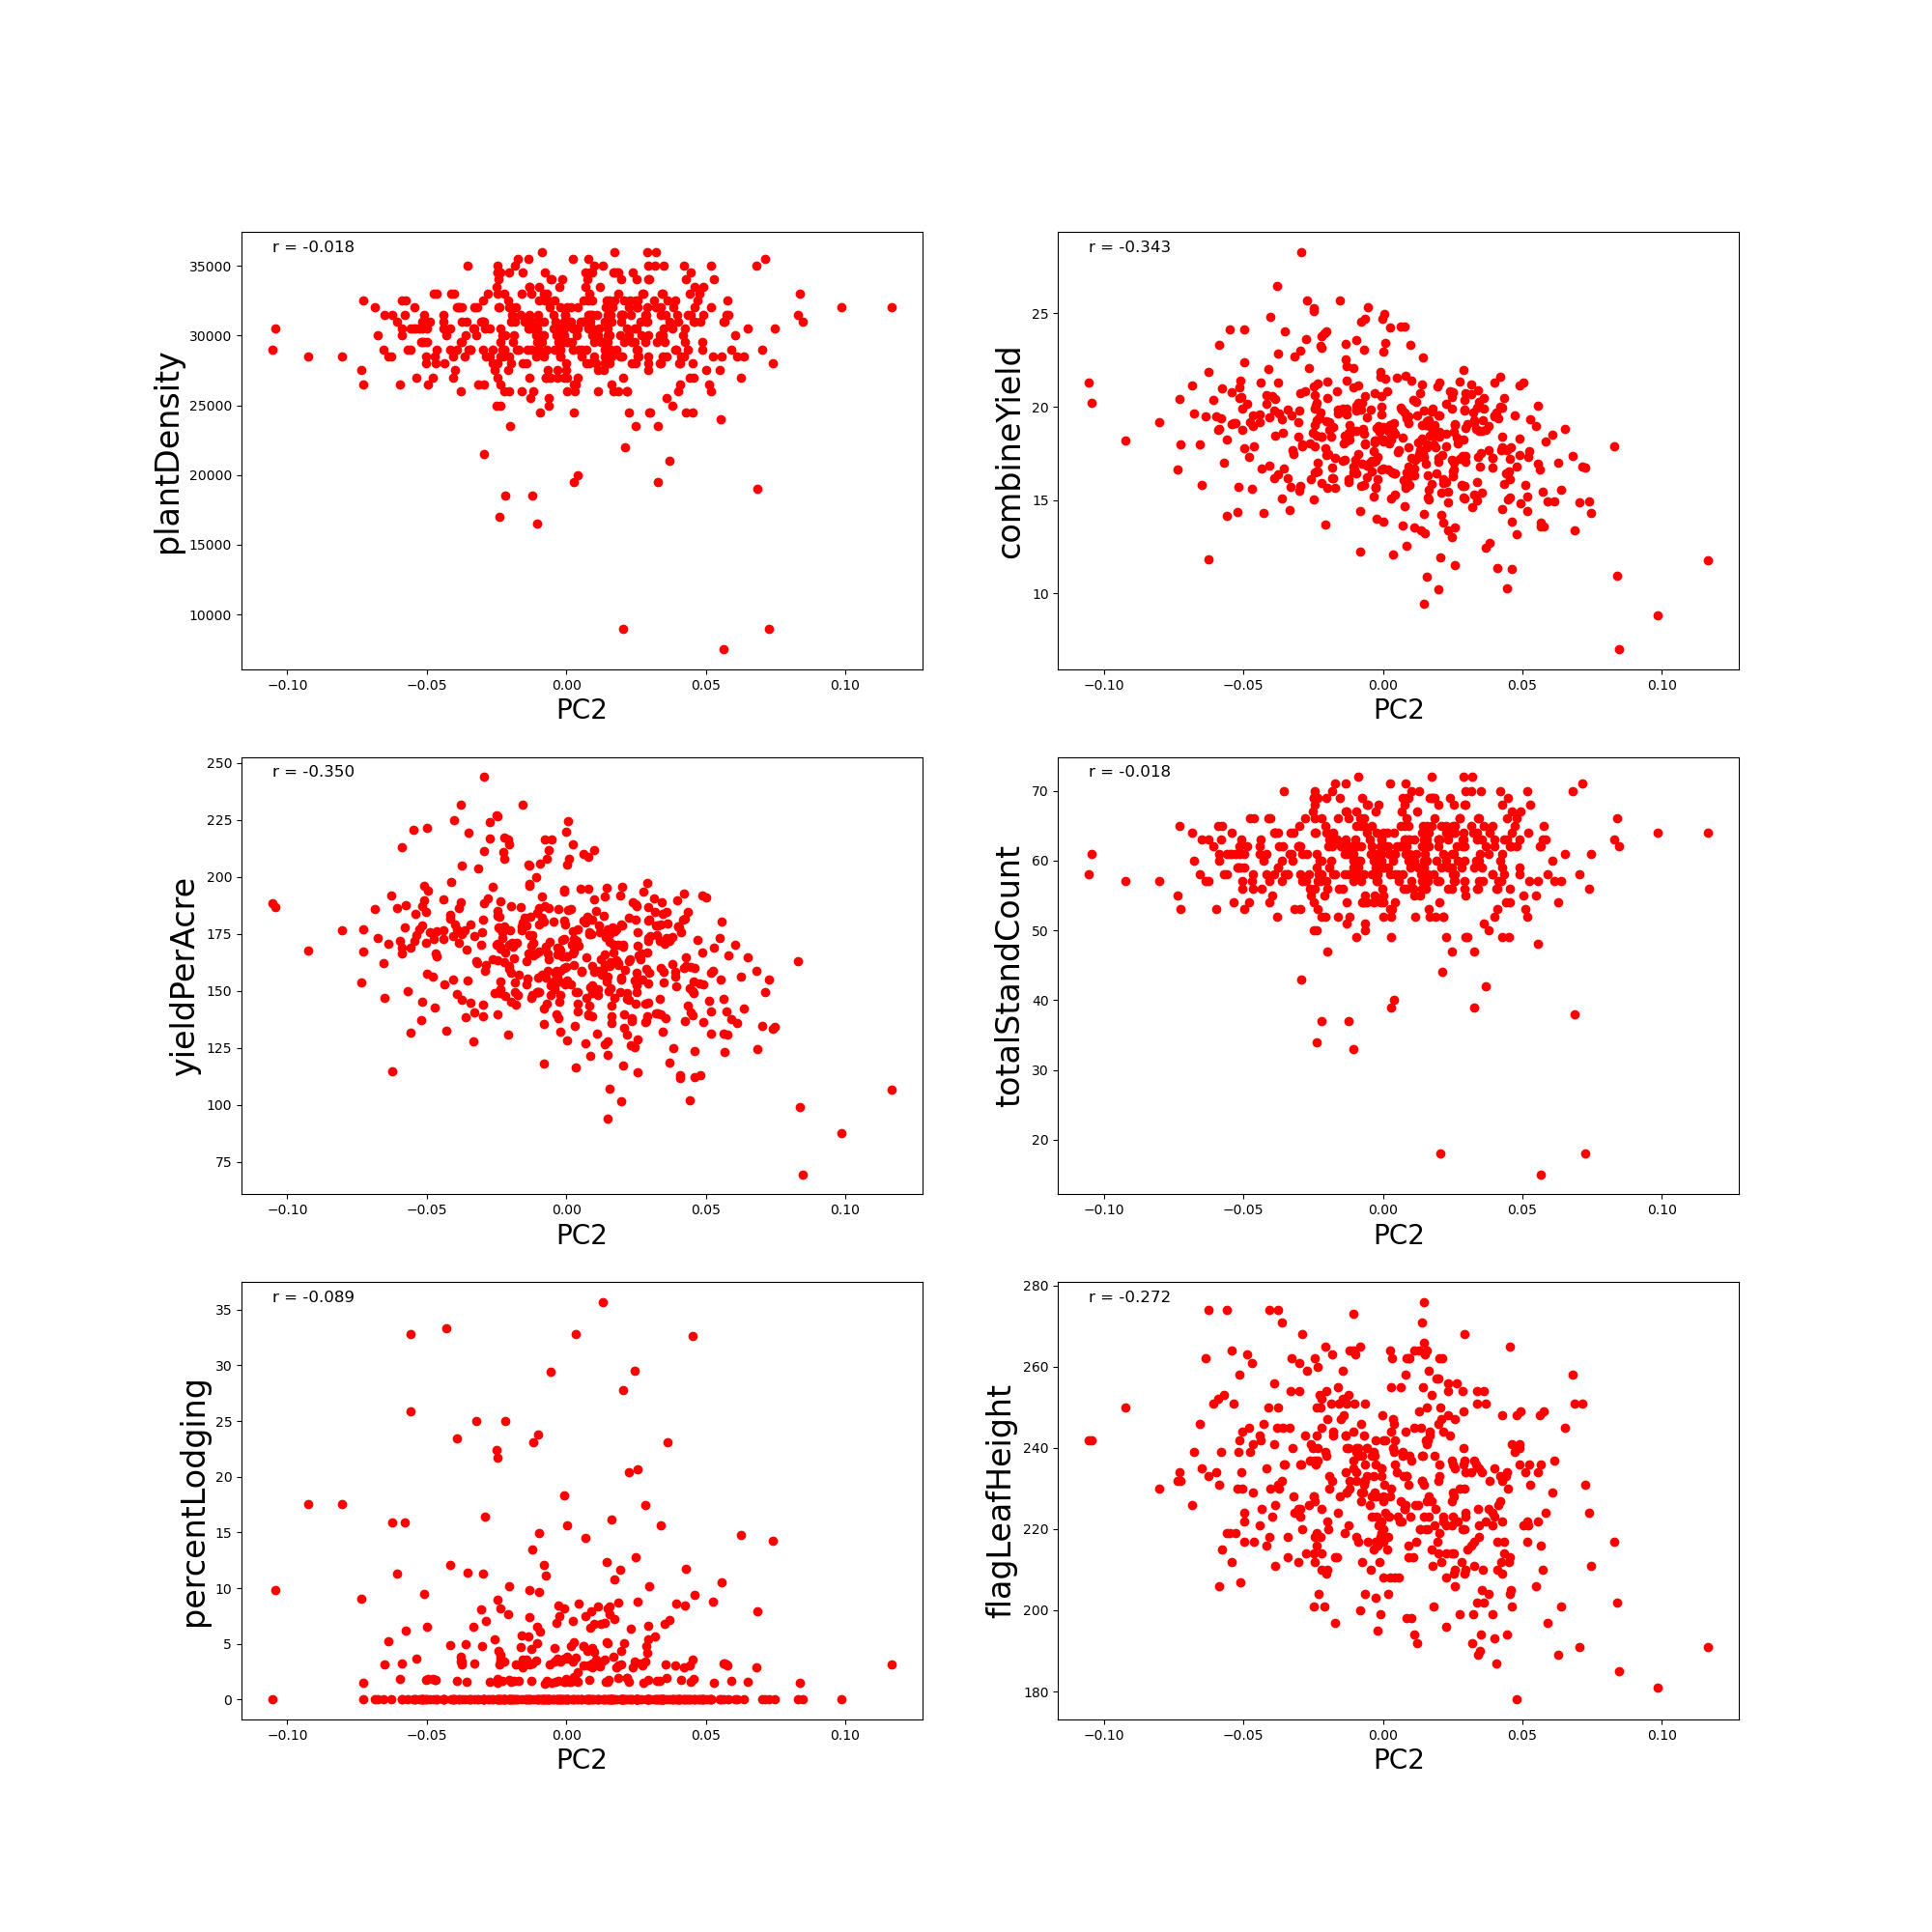 r = -0.018
plantDensity
35000
30000
25000
20000
15000
10000
−0.10 −0.05 0.00 0.05 0.10
PC2
r = -0.343
combineYield
25
20
15
10
−0.10 −0.05 0.00 0.05 0.10
PC2
r = -0.350
yieldPerAcre
250
225
200
175
150
125
100
75
−0.10 −0.05 0.00 0.05 0.10
PC2
r = -0.018
totalStandCount
70
60
50
40
30
20
−0.10 −0.05 0.00 0.05 0.10
PC2
r = -0.089
percentLodging
35
30
25
20
15
10
5
0
−0.10 −0.05 0.00 0.05 0.10
PC2
r = -0.272
flagLeafHeight
280
260
240
220
200
180
−0.10 −0.05 0.00 0.05 0.10
PC2